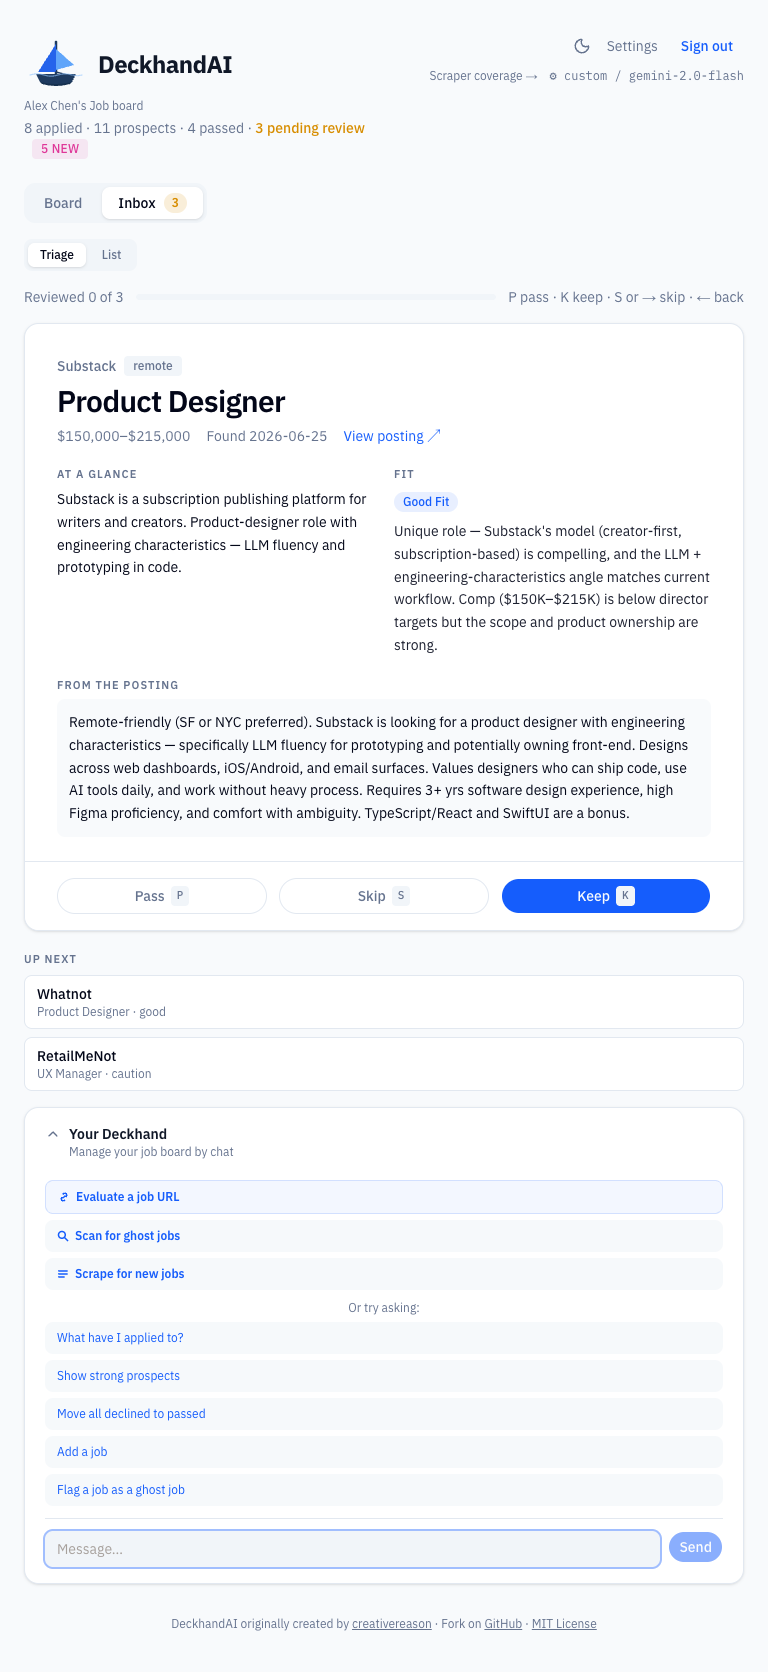 DeckhandAI
Settings
Sign out
Scraper coverage → ⚙ custom / gemini-2.0-flash
Alex Chen's Job board
8 applied · 11 prospects · 4 passed · 3 pending review
5 NEW
Board
Inbox 3
Triage
List
Reviewed 0 of 3
P pass · K keep · S or → skip · ← back
Substack remote
Product Designer
$150,000–$215,000 Found 2026-06-25 View posting ↗
AT A GLANCE
Substack is a subscription publishing platform for
writers and creators. Product-designer role with
engineering characteristics — LLM fluency and
prototyping in code.
FIT
Good Fit
Unique role — Substack's model (creator-first,
subscription-based) is compelling, and the LLM +
engineering-characteristics angle matches current
workflow. Comp ($150K–$215K) is below director
targets but the scope and product ownership are
strong.
FROM THE POSTING
Remote-friendly (SF or NYC preferred). Substack is looking for a product designer with engineering
characteristics — specifically LLM fluency for prototyping and potentially owning front-end. Designs
across web dashboards, iOS/Android, and email surfaces. Values designers who can ship code, use
AI tools daily, and work without heavy process. Requires 3+ yrs software design experience, high
Figma proficiency, and comfort with ambiguity. TypeScript/React and SwiftUI are a bonus.
Pass P
Skip S
Keep K
UP NEXT
Whatnot
Product Designer · good
RetailMeNot
UX Manager · caution
Your Deckhand
Manage your job board by chat
Evaluate a job URL
Scan for ghost jobs
Scrape for new jobs
Or try asking:
What have I applied to?
Show strong prospects
Move all declined to passed
Add a job
Flag a job as a ghost job
Message...
Send
DeckhandAI originally created by creativereason · Fork on GitHub · MIT License